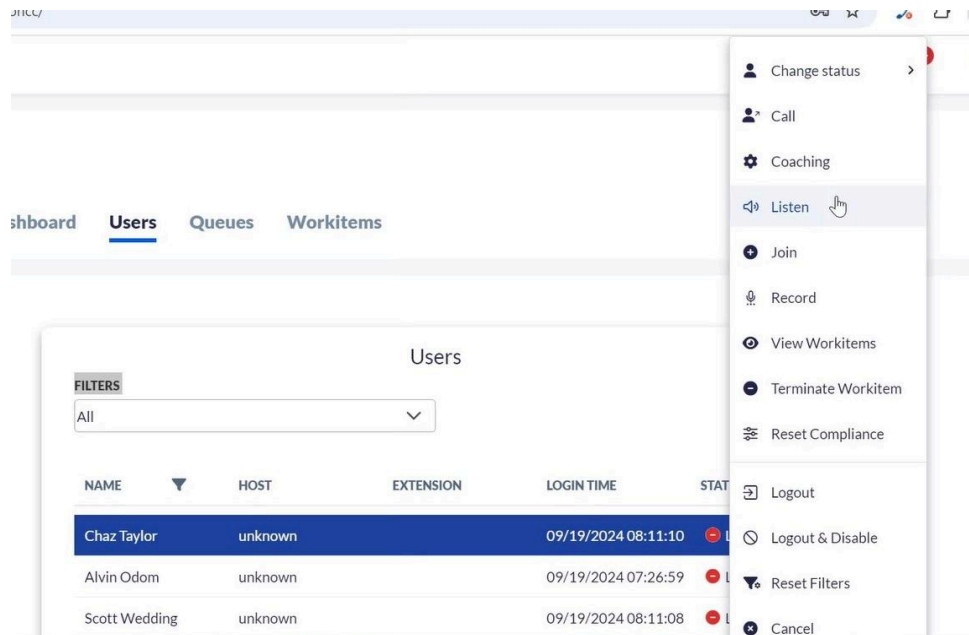 Change status
Call
Coaching
Listen
Users
Queues
Workitems
Join
Record
View Workitems
Users
FILTERS
All
Terminate Workitem
Reset Compliance
NAME
HOST
EXTENSION
LOGIN TIME
Logout
Chaz Taylor
unknown
09/19/2024 08:11:10
Logout & Disable
Alvin Odom
unknown
09/19/2024 07:26:59
Reset Filters
Scott Wedding
unknown
09/19/2024 08:11:08
Cancel